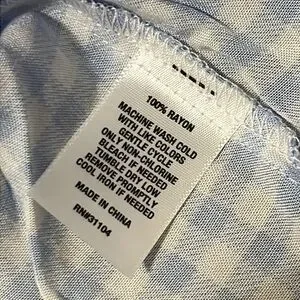 100% RAYON
MACHINE WASH COLD
WITH LIKE COLORS
GENTLE CYCLE
ONLY NON-CHLORINE
BLEACH IF NEEDED
TUMBLE DRY LOW
REMOVE PROMPTLY
COOL IRON IF NEEDED
MADE IN CHINA
RN#31104